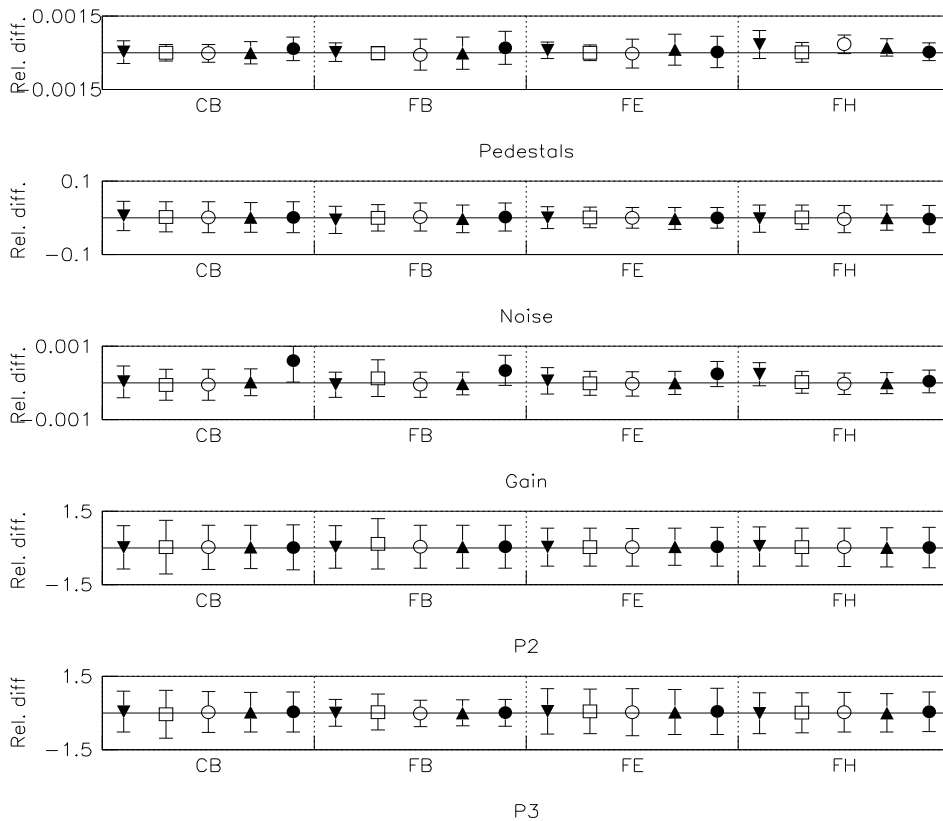 0.0015
Rel. diff.
−0.0015
CB FB FE FH
Pedestals
0.1
Rel. diff.
−0.1
CB FB FE FH
Noise
0.001
Rel. diff.
−0.001
CB FB FE FH
Gain
1.5
Rel. diff.
−1.5
CB FB FE FH
P2
1.5
Rel. diff
−1.5
CB FB FE FH
P3